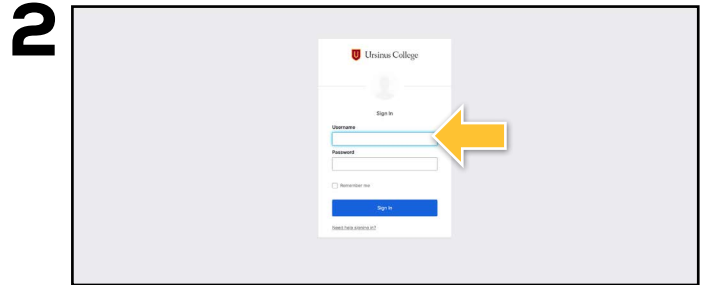 2
U Ursinus College
Sign In
Username
Password
Remember me
Sign In
Need help signing in?